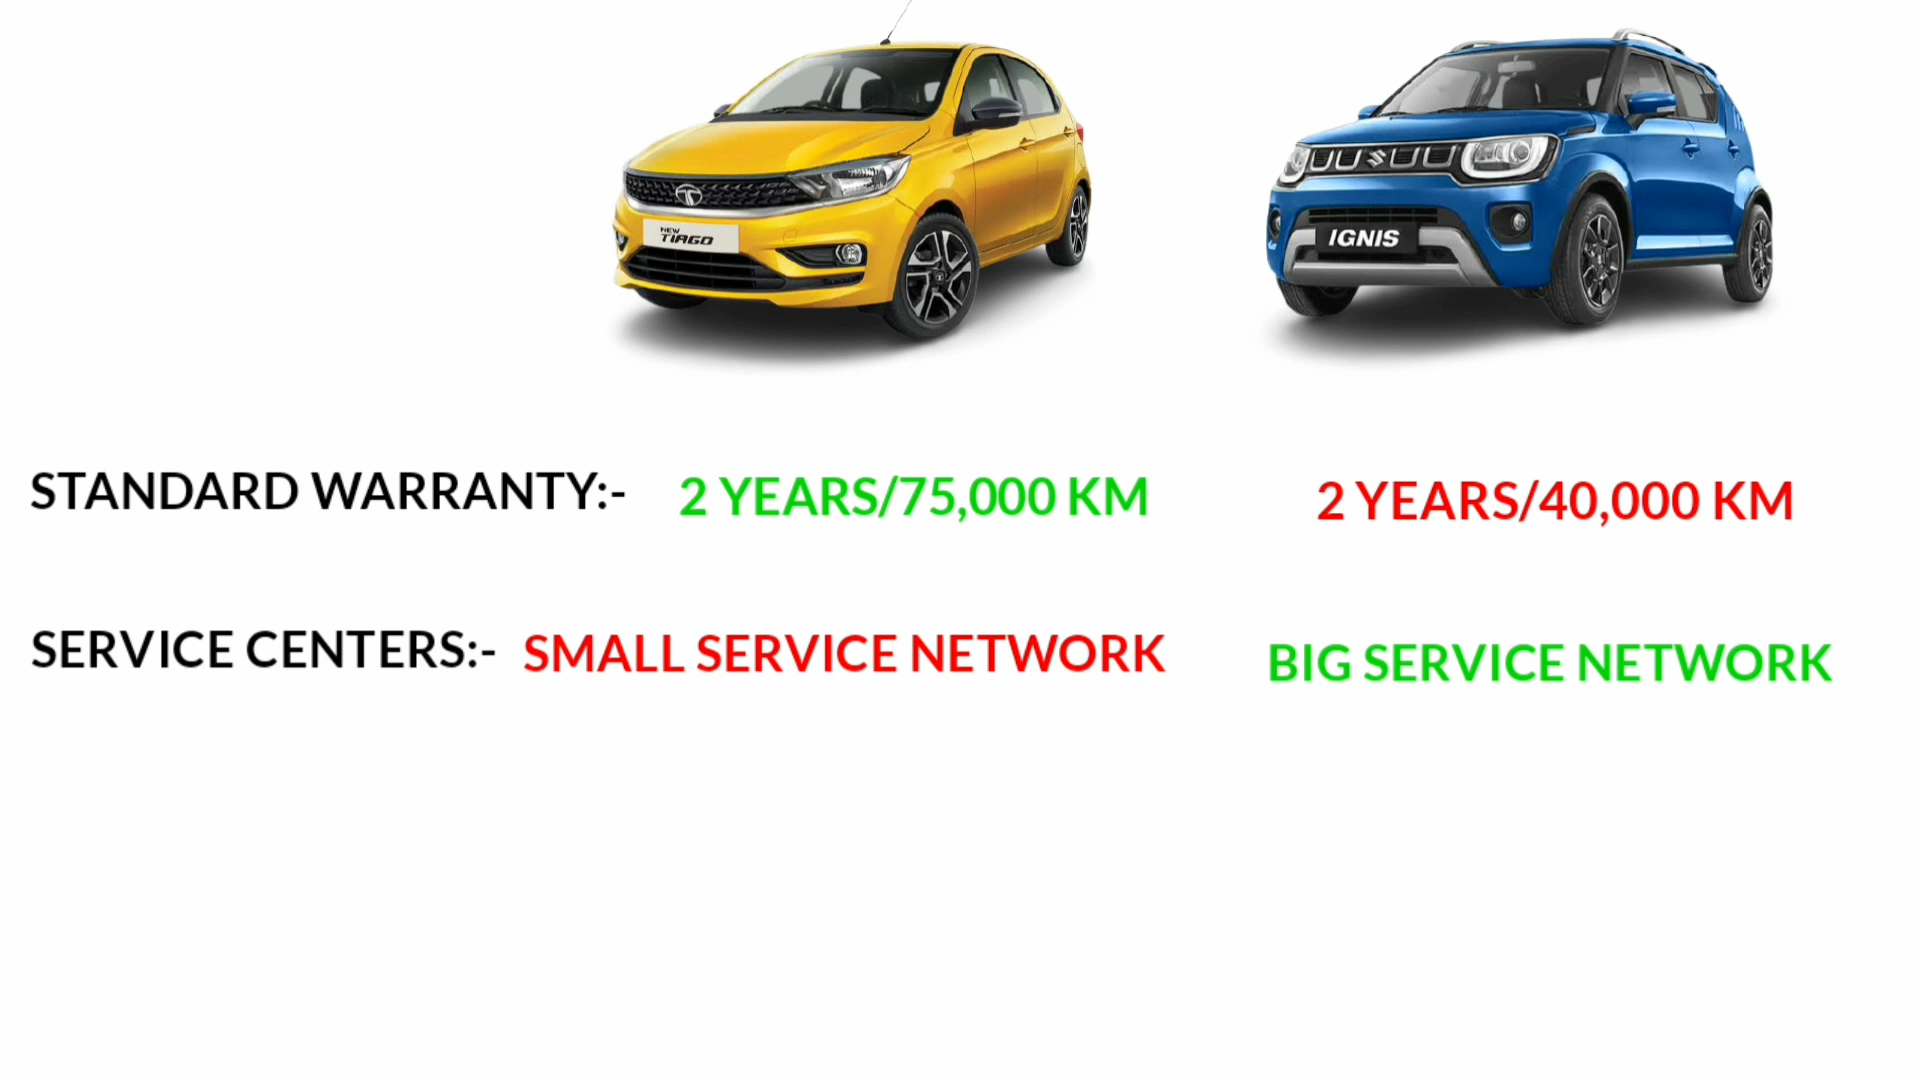 NEW
TIAGO
IGNIS
STANDARD WARRANTY:- 2 YEARS/75,000 KM 2 YEARS/40,000 KM
SERVICE CENTERS:- SMALL SERVICE NETWORK BIG SERVICE NETWORK